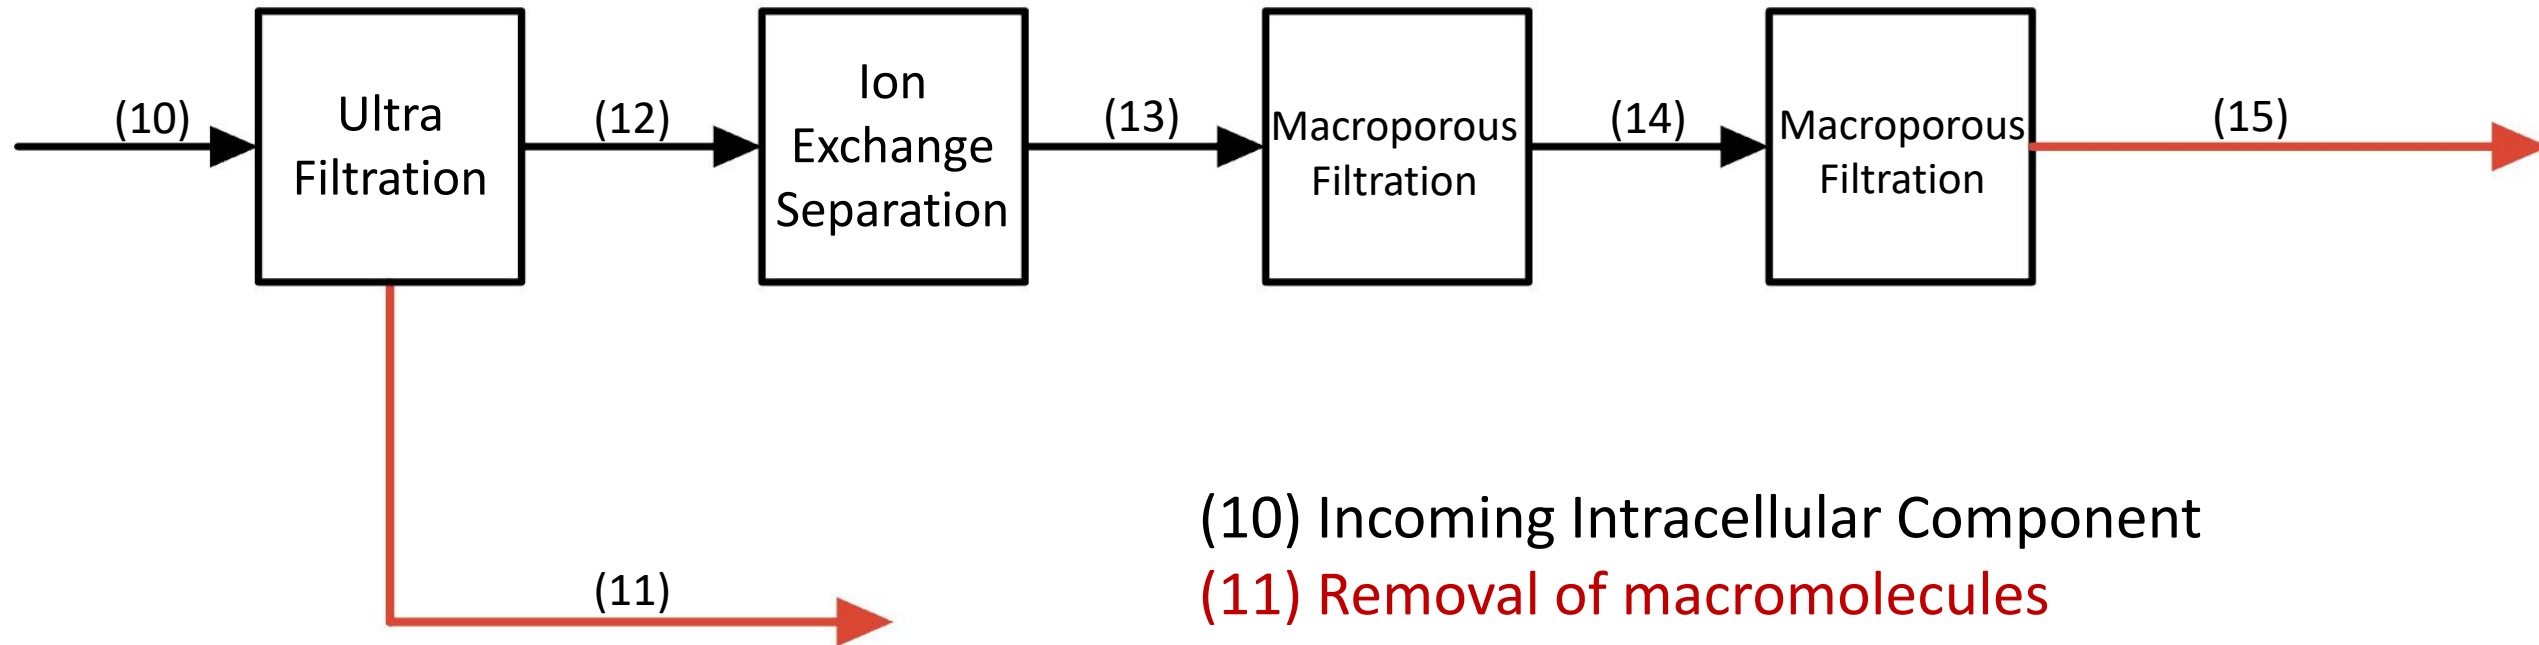 (10)
Ultra
Filtration
(12)
Ion
Exchange
Separation
(13)
Macroporous
Filtration
(14)
Macroporous
Filtration
(15)
(11)
(10) Incoming Intracellular Component
(11) Removal of macromolecules